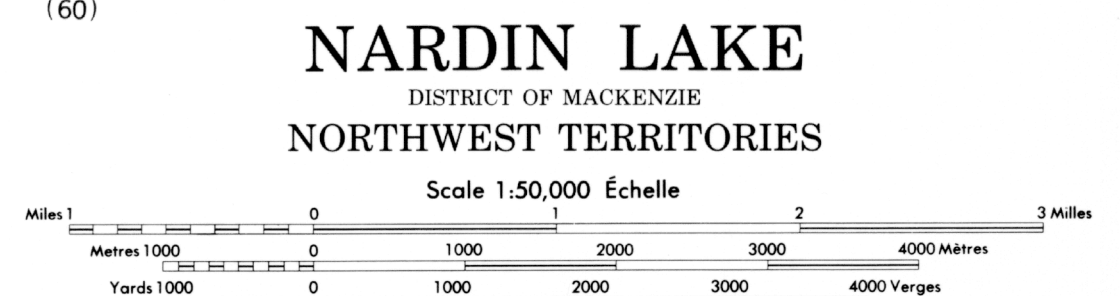 (60)
NARDIN LAKE
DISTRICT OF MACKENZIE
NORTHWEST TERRITORIES
Scale 1:50,000 Échelle
Miles 1 0 1 2 3 Milles
Metres 1000 0 1000 2000 3000 4000 Mètres
Yards 1000 0 1000 2000 3000 4000 Verges